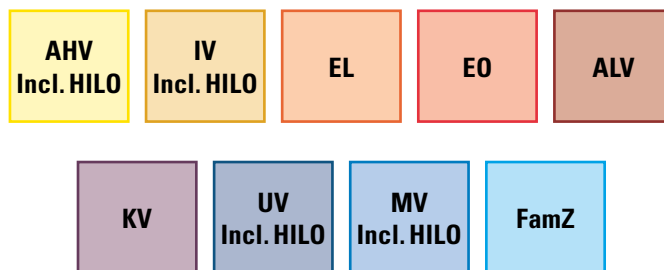 AHV
Incl. HILO
IV
Incl. HILO
EL
EO
ALV
KV
UV
Incl. HILO
MV
Incl. HILO
FamZ